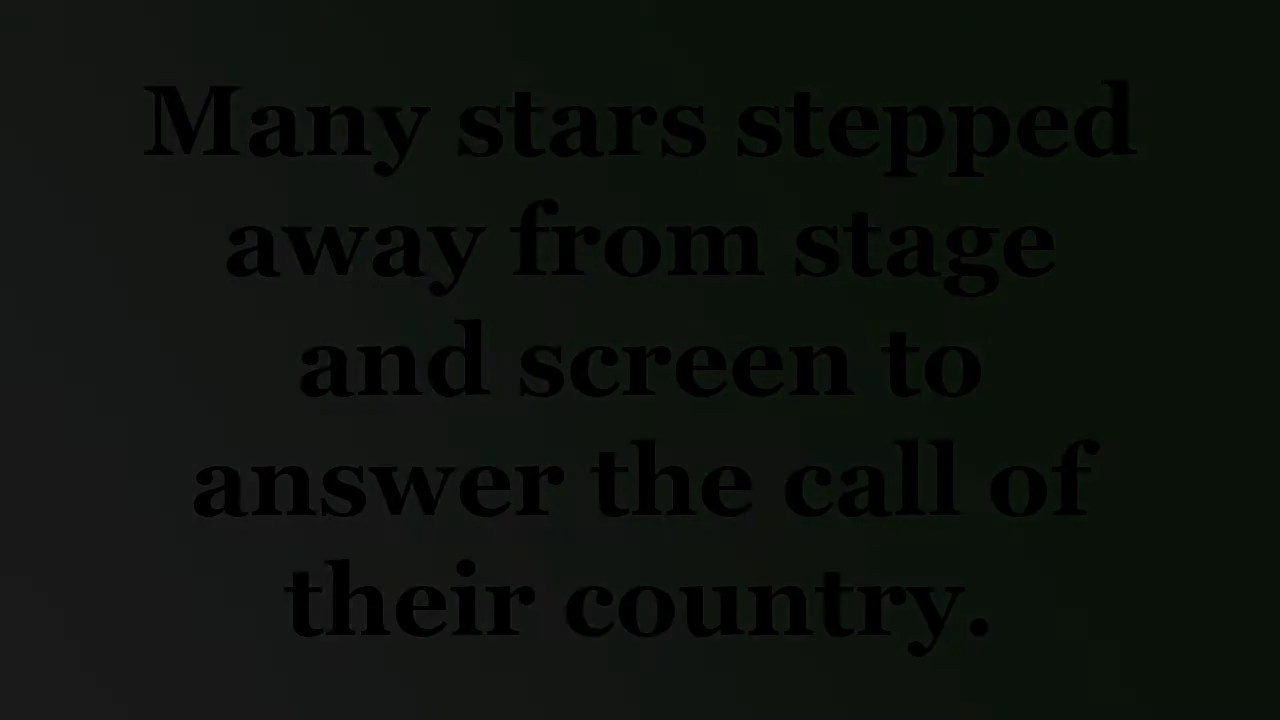 Many stars stepped
away from stage
and screen to
answer the call of
their country.